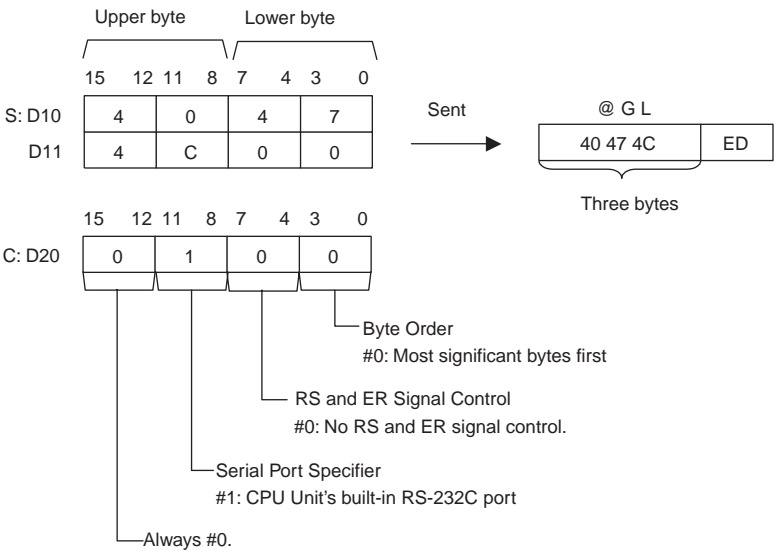 Upper byte Lower byte
15 12 11 8 7 4 3 0
S: D10 4 0 4 7 Sent @ G L
D11 4 C 0 0 40 47 4C ED
Three bytes
15 12 11 8 7 4 3 0
C: D20 0 1 0 0
Byte Order
#0: Most significant bytes first
RS and ER Signal Control
#0: No RS and ER signal control.
Serial Port Specifier
#1: CPU Unit's built-in RS-232C port
Always #0.